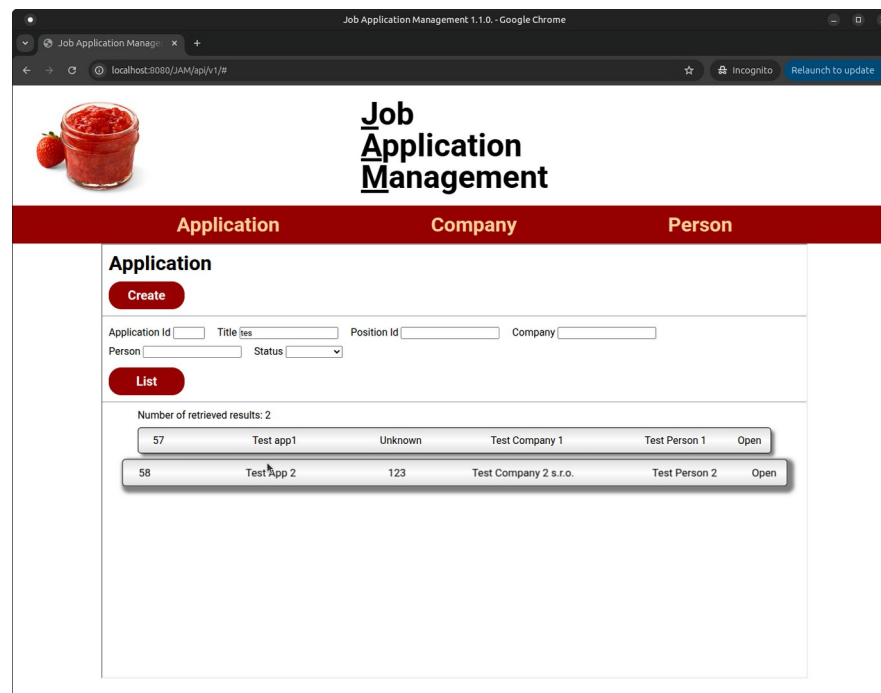 Job Application Management 1.1.0. - Google Chrome
Job Application Manage
localhost:8080/JAM/api/v1/#
Incognito
Relaunch to update
Job
Application
Management
Application Company Person
Application
Create
Application Id Title tes Position Id Company
Person Status
List
Number of retrieved results: 2
57 Test app1 Unknown Test Company 1 Test Person 1 Open
58 Test App 2 123 Test Company 2 s.r.o. Test Person 2 Open